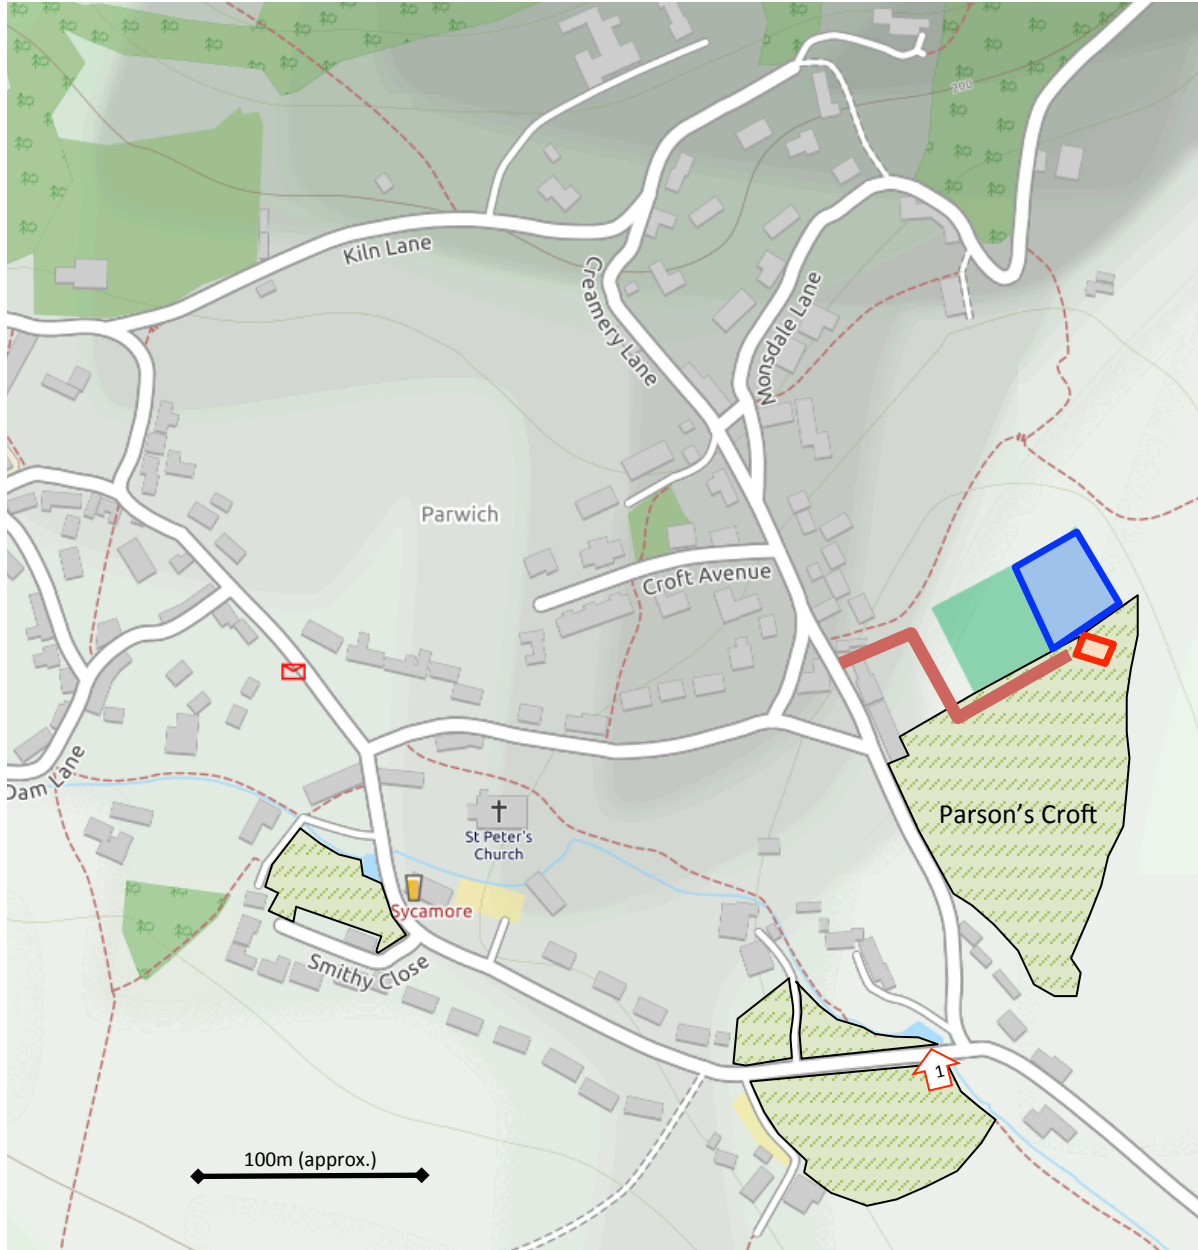 200
Kiln Lane
Creamery Lane
Monsdale Lane
Parwich
Croft Avenue
Dam Lane
Parson's Croft
St Peter's
Church
Sycamore
Smithy Close
1
100m (approx.)